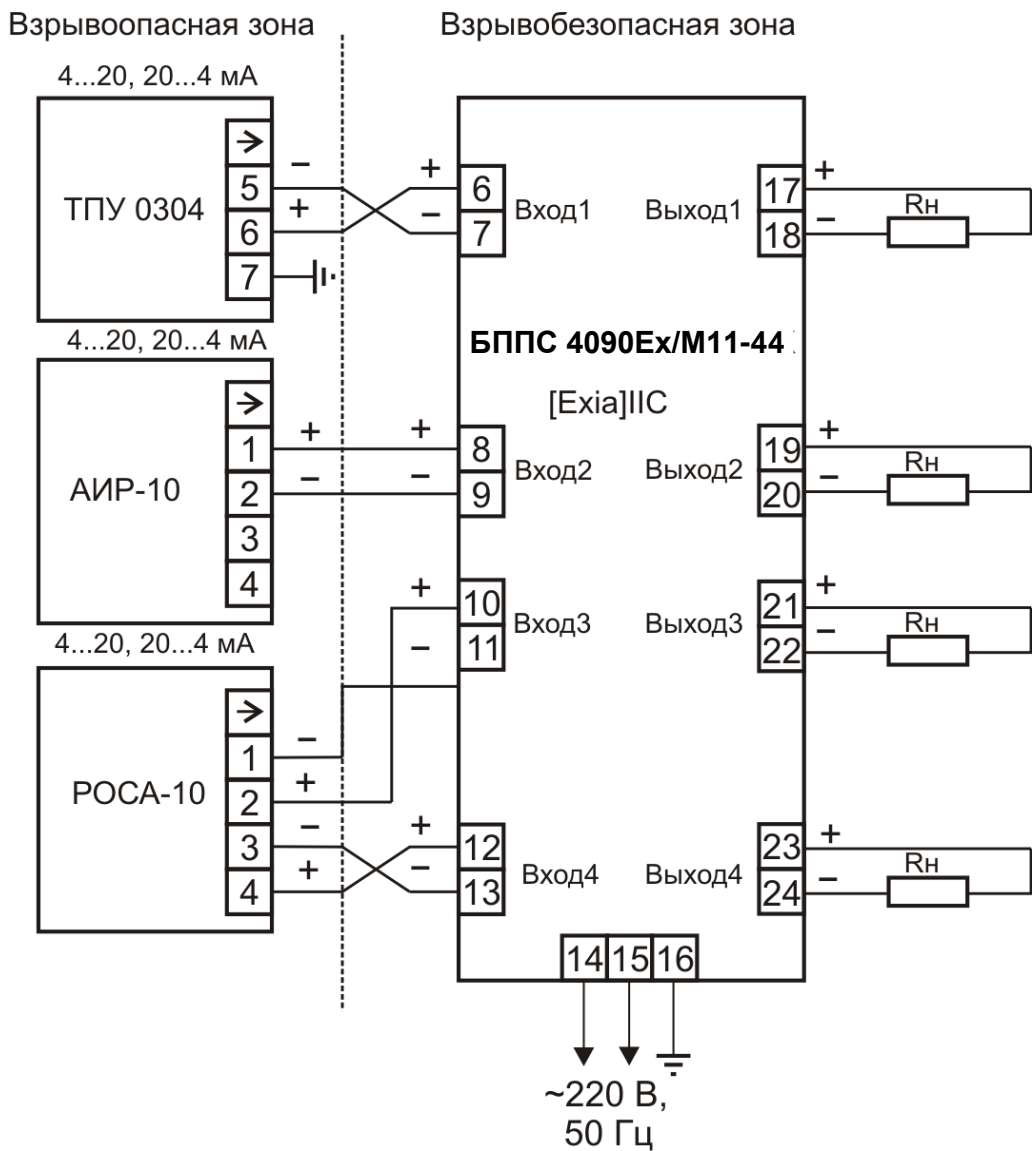 Взрывоопасная зона
Взрывобезопасная зона
4...20, 20...4 мА
ТПУ 0304
→
5
6
7
−
+
+
−
6
7
Вход1
Выход1
17
18
+
−
Rн
БППС 4090Ex/М11-44
[Exia]IIC
4...20, 20...4 мА
АИР-10
→
1
2
3
4
+
−
+
−
8
9
Вход2
Выход2
19
20
+
−
Rн
+
−
10
11
Вход3
Выход3
21
22
+
−
Rн
4...20, 20...4 мА
РОСА-10
→
1
2
3
4
−
+
−
+
+
−
12
13
Вход4
Выход4
23
24
+
−
Rн
14 15 16
~220 В,
50 Гц